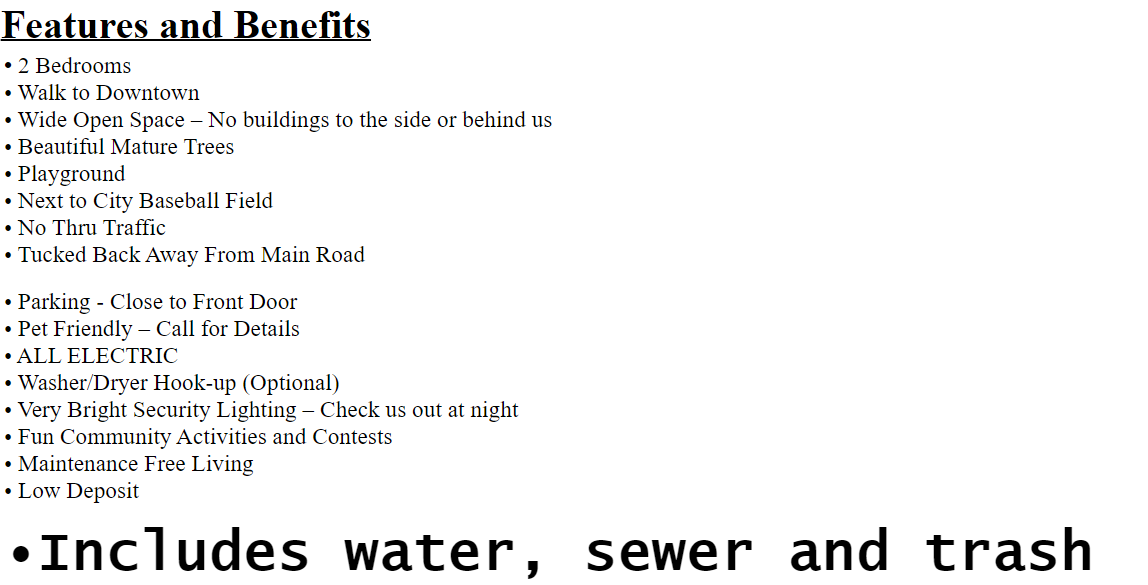 Features and Benefits
• 2 Bedrooms
• Walk to Downtown
• Wide Open Space – No buildings to the side or behind us
• Beautiful Mature Trees
• Playground
• Next to City Baseball Field
• No Thru Traffic
• Tucked Back Away From Main Road
• Parking - Close to Front Door
• Pet Friendly – Call for Details
• ALL ELECTRIC
• Washer/Dryer Hook-up (Optional)
• Very Bright Security Lighting – Check us out at night
• Fun Community Activities and Contests
• Maintenance Free Living
• Low Deposit
•Includes water, sewer and trash